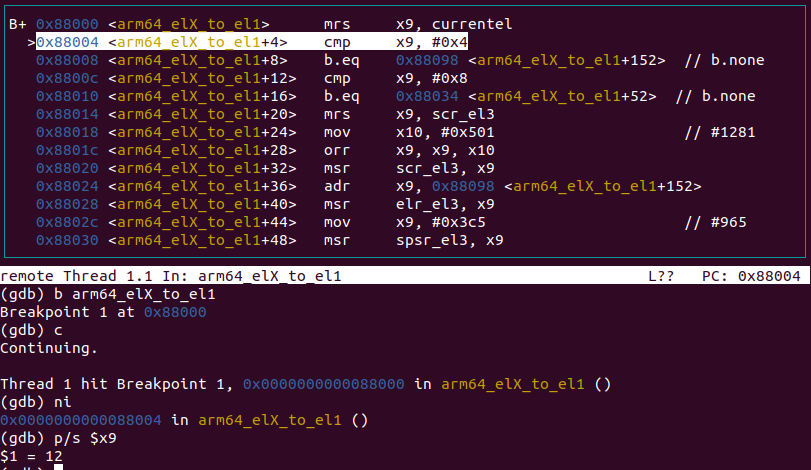 B+ 0x88000 <arm64_elX_to_el1> mrs x9, currentel
>0x88004 <arm64_elX_to_el1+4> cmp x9, #0x4
0x88008 <arm64_elX_to_el1+8> b.eq 0x88098 <arm64_elX_to_el1+152> // b.none
0x8800c <arm64_elX_to_el1+12> cmp x9, #0x8
0x88010 <arm64_elX_to_el1+16> b.eq 0x88034 <arm64_elX_to_el1+52> // b.none
0x88014 <arm64_elX_to_el1+20> mrs x9, scr_el3
0x88018 <arm64_elX_to_el1+24> mov x10, #0x501 // #1281
0x8801c <arm64_elX_to_el1+28> orr x9, x9, x10
0x88020 <arm64_elX_to_el1+32> msr scr_el3, x9
0x88024 <arm64_elX_to_el1+36> adr x9, 0x88098 <arm64_elX_to_el1+152>
0x88028 <arm64_elX_to_el1+40> msr elr_el3, x9
0x8802c <arm64_elX_to_el1+44> mov x9, #0x3c5 // #965
0x88030 <arm64_elX_to_el1+48> msr spsr_el3, x9
remote Thread 1.1 In: arm64_elX_to_el1 L?? PC: 0x88004
(gdb) b arm64_elX_to_el1
Breakpoint 1 at 0x88000
(gdb) c
Continuing.
Thread 1 hit Breakpoint 1, 0x0000000000088000 in arm64_elX_to_el1 ()
(gdb) ni
0x0000000000088004 in arm64_elX_to_el1 ()
(gdb) p/s $x9
$1 = 12